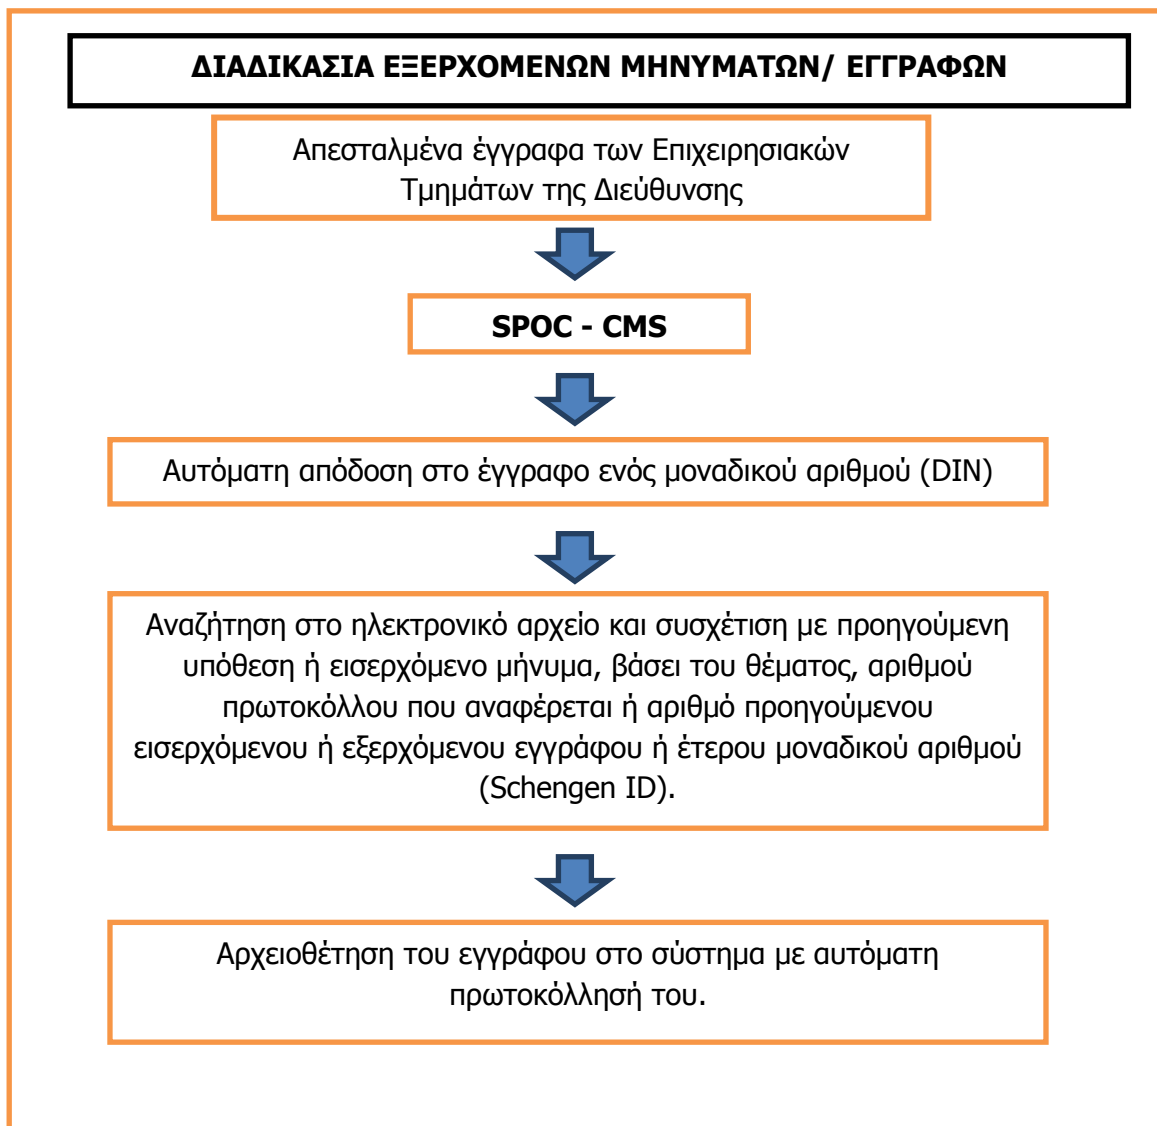 ΔΙΑΔΙΚΑΣΙΑ ΕΞΕΡΧΟΜΕΝΩΝ ΜΗΝΥΜΑΤΩΝ/ ΕΓΓΡΑΦΩΝ
Απεσταλμένα έγγραφα των Επιχειρησιακών
Τμημάτων της Διεύθυνσης
SPOC - CMS
Αυτόματη απόδοση στο έγγραφο ενός μοναδικού αριθμού (DIN)
Αναζήτηση στο ηλεκτρονικό αρχείο και συσχέτιση με προηγούμενη
υπόθεση ή εισερχόμενο μήνυμα, βάσει του θέματος, αριθμού
πρωτοκόλλου που αναφέρεται ή αριθμό προηγούμενου
εισερχόμενου ή εξερχόμενου εγγράφου ή έτερου μοναδικού αριθμού
(Schengen ID).
Αρχειοθέτηση του εγγράφου στο σύστημα με αυτόματη
πρωτοκόλλησή του.